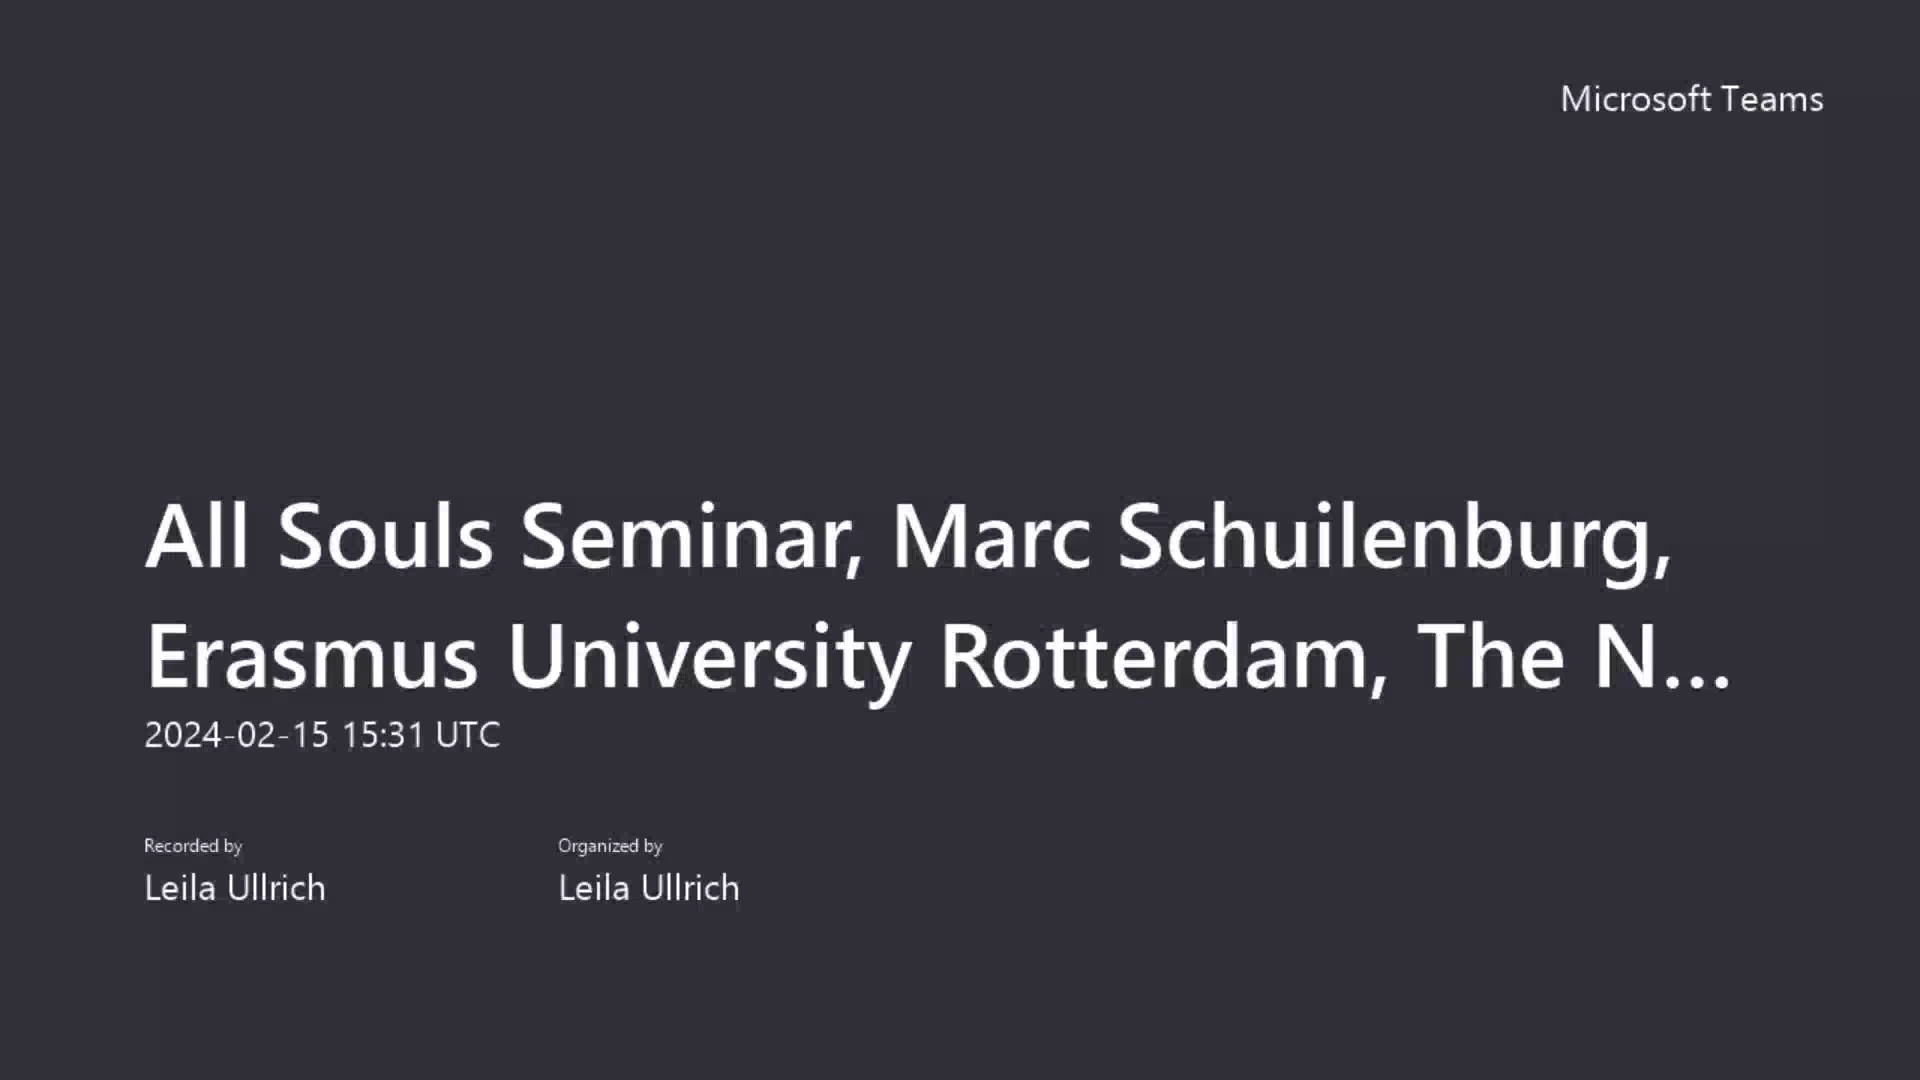 Microsoft Teams
All Souls Seminar, Marc Schuilenburg,
Erasmus University Rotterdam, The N...
2024-02-15 15:31 UTC
Recorded by
Organized by
Leila Ullrich
Leila Ullrich